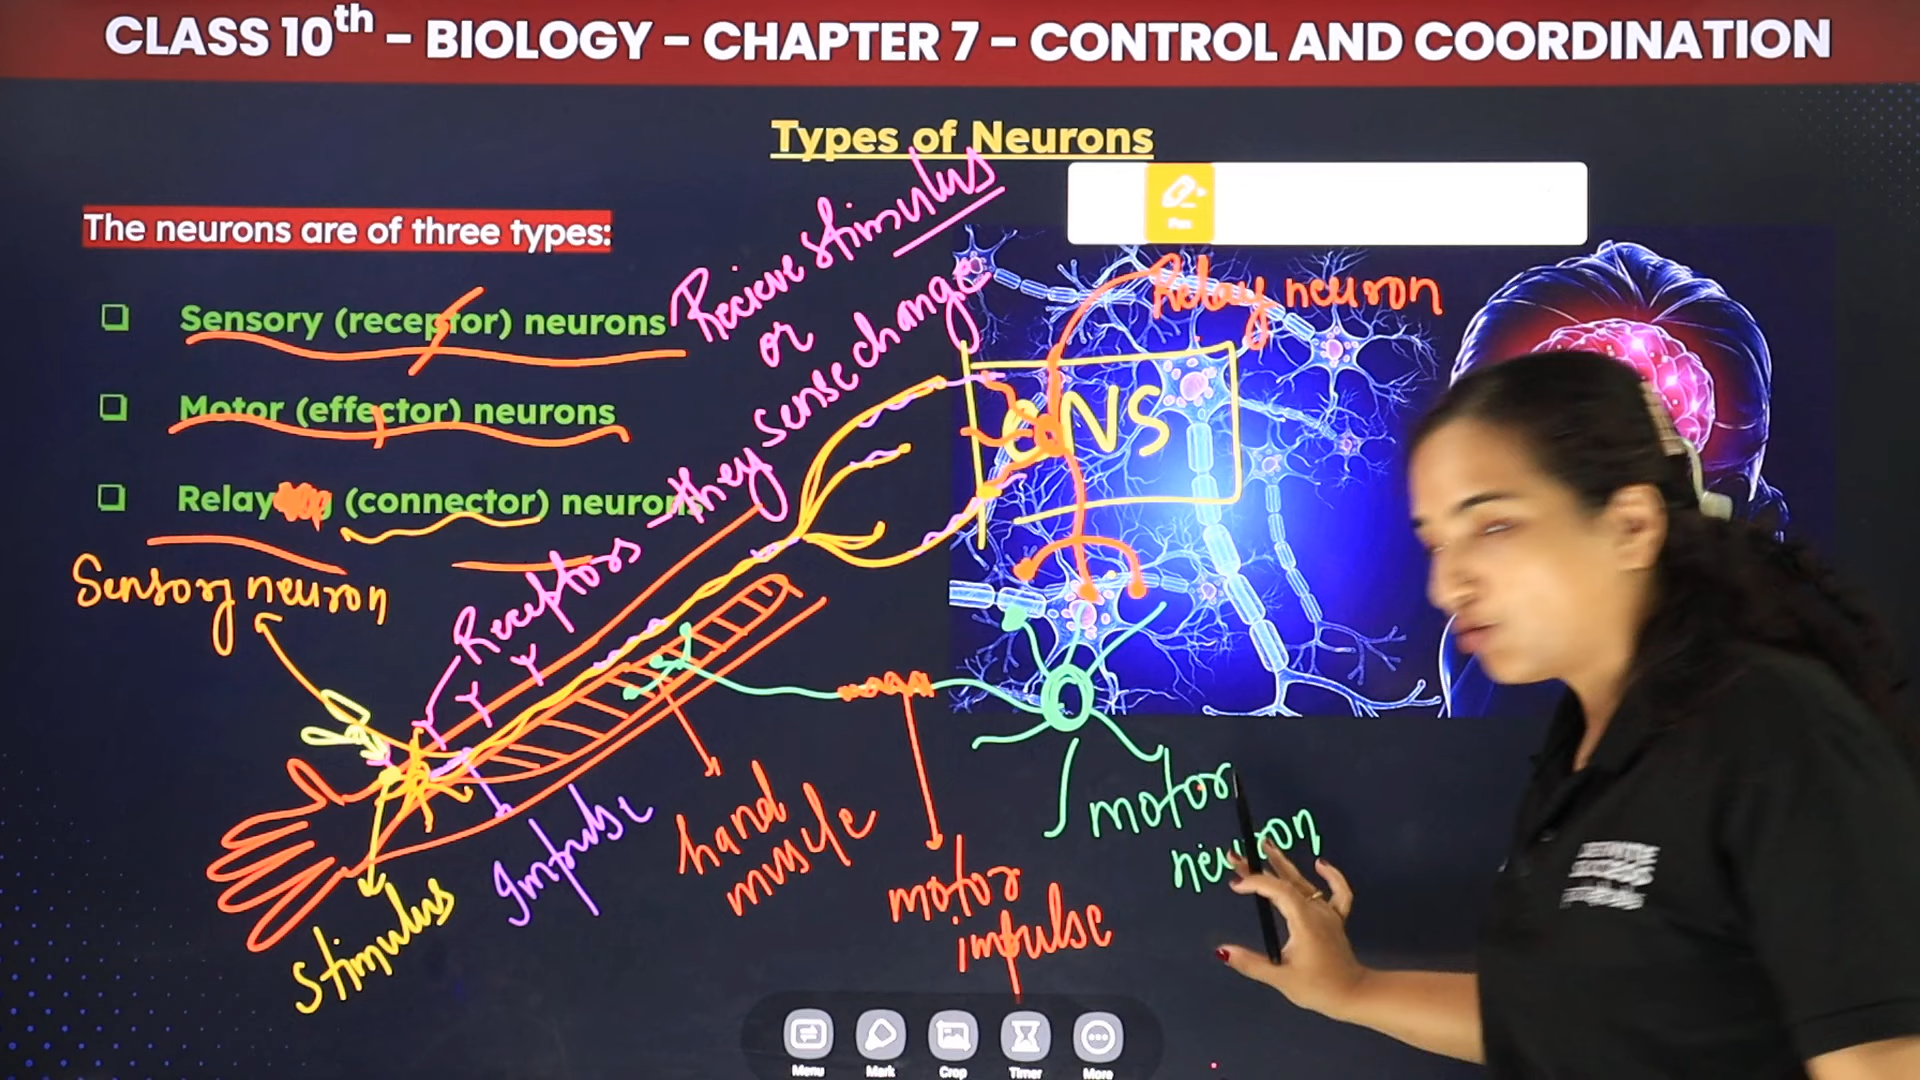 CLASS 10th – BIOLOGY – CHAPTER 7 – CONTROL AND COORDINATION
Types of Neurons
Pen
The neurons are of three types:
Sensory (receptor) neurons
Motor (effector) neurons
Relay (connector) neurons
Recieve stimulus
or
Receptors - they sense change
Relay neuron
CNS
Sensory neuron
Stimulus
Impulse
hand
muscle
motor
impulse
motor
neuron
Menu
Mark
Crop
Timer
More